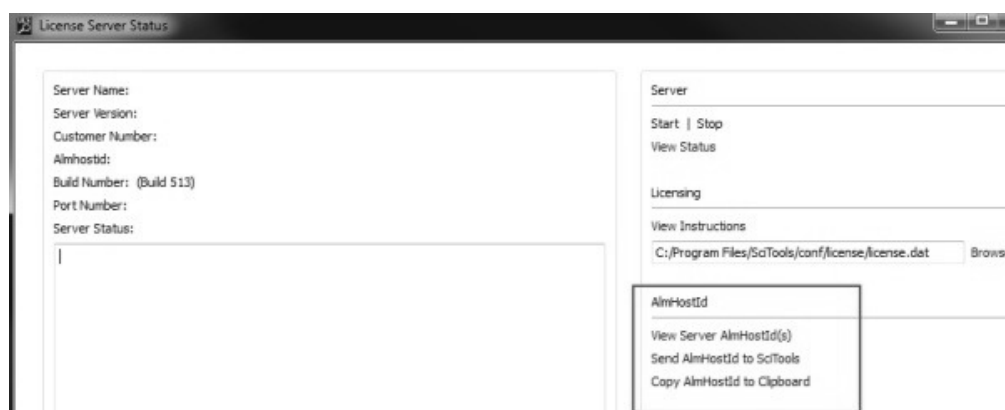 License Server Status
Server Name:
Server Version:
Customer Number:
Almhostid:
Build Number: (Build 513)
Port Number:
Server Status:
Server
Start | Stop
View Status
Licensing
View Instructions
C:/Program Files/SciTools/conf/license/license.dat Brows
AlmHostId
View Server AlmHostId(s)
Send AlmHostId to SciTools
Copy AlmHostId to Clipboard